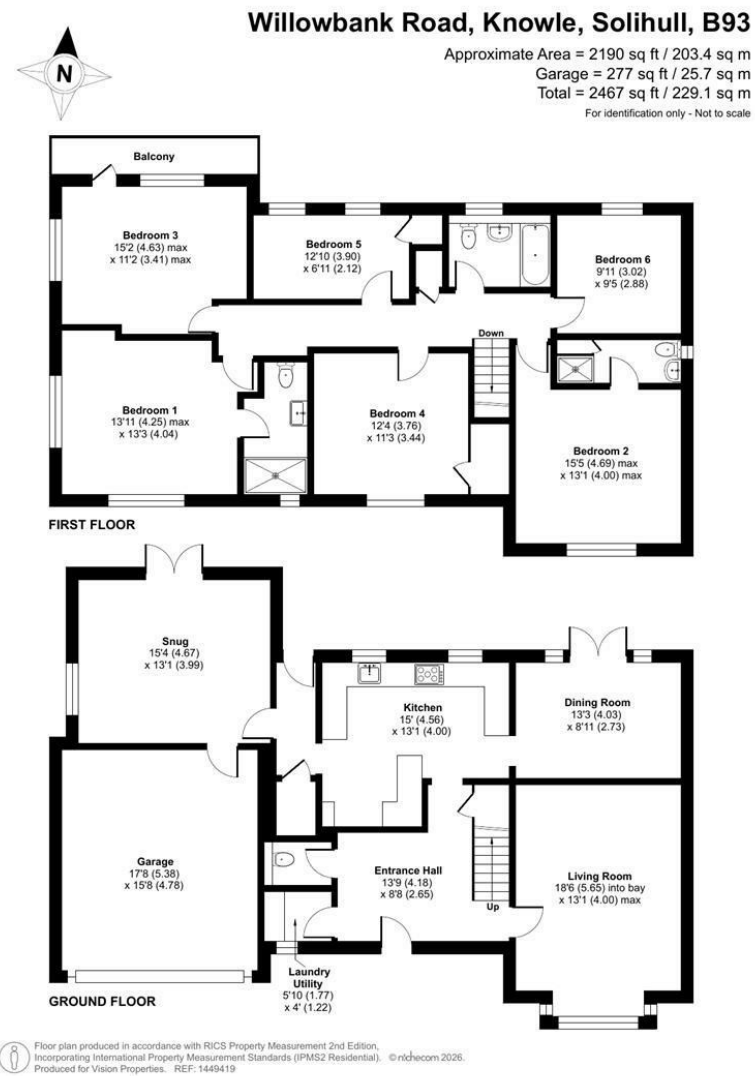 Willowbank Road, Knowle, Solihull, B93
Approximate Area = 2190 sq ft / 203.4 sq m
Garage = 277 sq ft / 25.7 sq m
Total = 2467 sq ft / 229.1 sq m
For identification only - Not to scale
N
Balcony
Bedroom 3
15'2 (4.63) max
x 11'2 (3.41) max
Bedroom 5
12'10 (3.90)
x 6'11 (2.12)
Bedroom 6
9'11 (3.02)
x 9'5 (2.88)
Down
Bedroom 1
13'11 (4.25) max
x 13'3 (4.04)
Bedroom 4
12'4 (3.76)
x 11'3 (3.44)
Bedroom 2
15'5 (4.69) max
x 13'1 (4.00) max
FIRST FLOOR
Snug
15'4 (4.67)
x 13'1 (3.99)
Kitchen
15' (4.56)
x 13'1 (4.00)
Dining Room
13'3 (4.03)
x 8'11 (2.73)
Garage
17'8 (5.38)
x 15'8 (4.78)
Entrance Hall
13'9 (4.18)
x 8'8 (2.65)
Up
Living Room
18'6 (5.65) into bay
x 13'1 (4.00) max
Laundry
Utility
5'10 (1.77)
x 4' (1.22)
GROUND FLOOR
Floor plan produced in accordance with RICS Property Measurement 2nd Edition,
Incorporating International Property Measurement Standards (IPMS2 Residential). © nichecom 2026.
Produced for Vision Properties. REF: 1449419